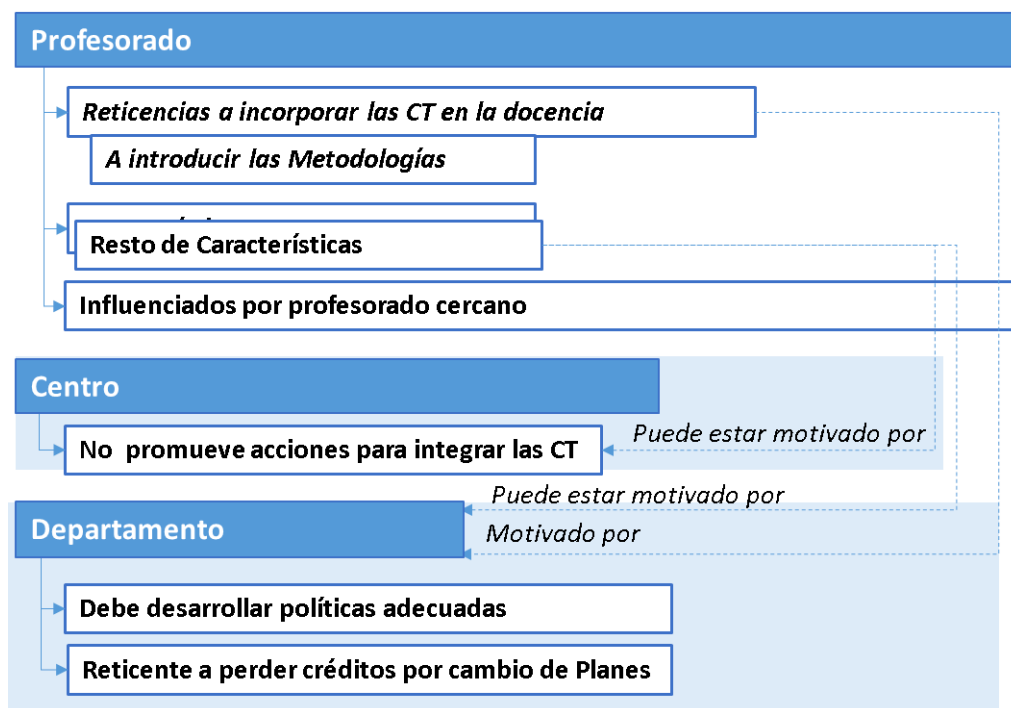 Profesorado
Reticencias a incorporar las CT en la docencia
A introducir las Metodologías
Resto de Características
Influenciados por profesorado cercano
Centro
No promueve acciones para integrar las CT
Puede estar motivado por
Puede estar motivado por
Departamento
Motivado por
Debe desarrollar políticas adecuadas
Reticente a perder créditos por cambio de Planes